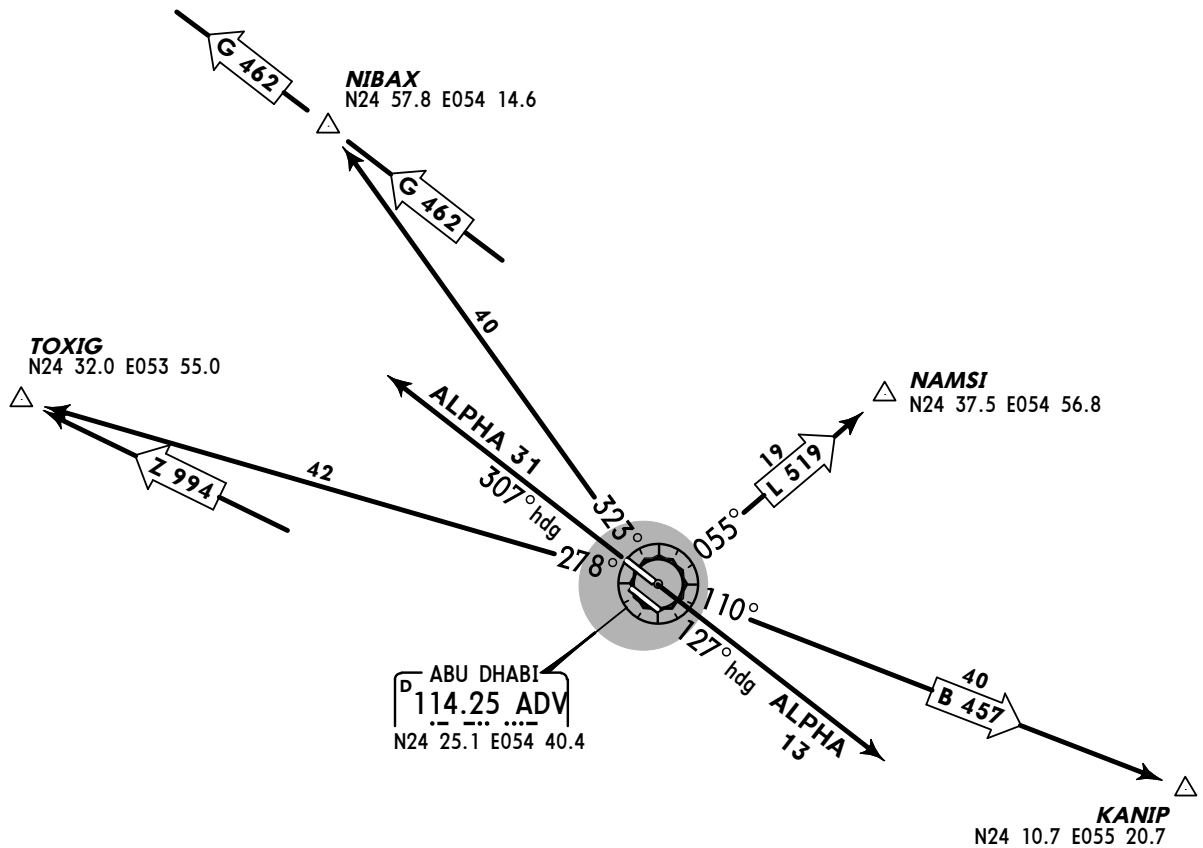 G 462
NIBAX
N24 57.8 E054 14.6
G 462
40
TOXIG
N24 32.0 E053 55.0
NAMSI
N24 37.5 E054 56.8
ALPHA 31
307° hdg
42
Z 994
19
L 519
323°
055°
278°
110°
127° hdg
ALPHA
13
40
B 457
ABU DHABI
D 114.25 ADV
N24 25.1 E054 40.4
KANIP
N24 10.7 E055 20.7